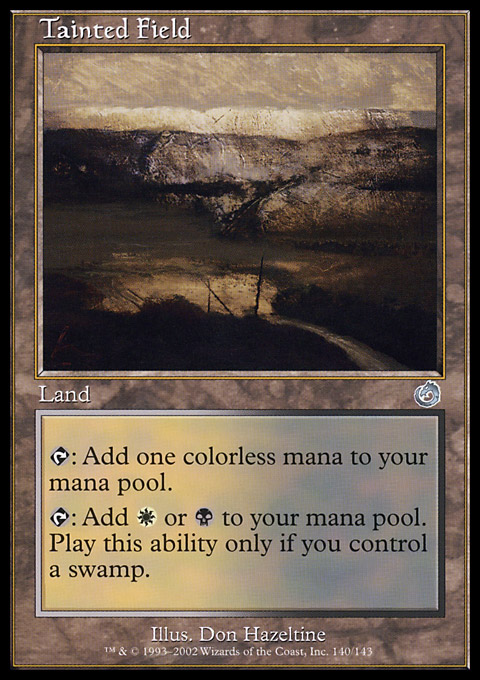 Tainted Field
Land
: Add one colorless mana to your
mana pool.
: Add or to your mana pool.
Play this ability only if you control
a swamp.
Illus. Don Hazeltine
™ & © 1993–2002 Wizards of the Coast, Inc. 140/143